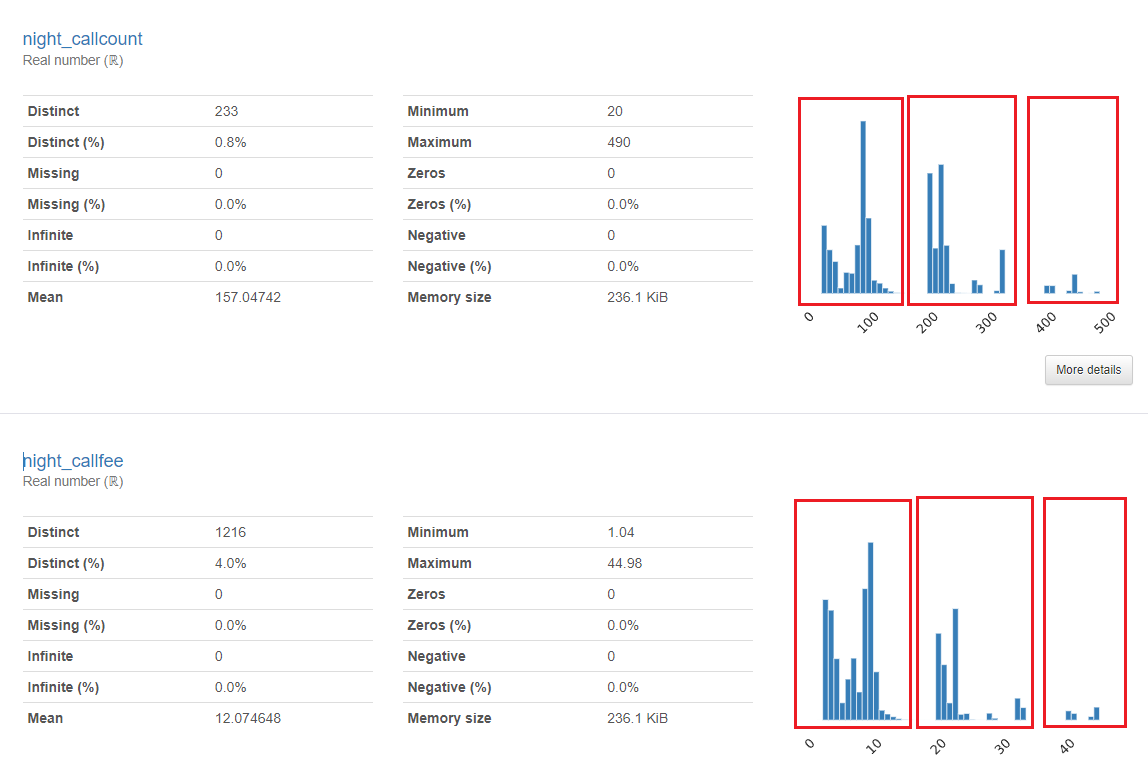 night_callcount
Real number (ℝ)
Distinct 233
Distinct (%) 0.8%
Missing 0
Missing (%) 0.0%
Infinite 0
Infinite (%) 0.0%
Mean 157.04742
Minimum 20
Maximum 490
Zeros 0
Zeros (%) 0.0%
Negative 0
Negative (%) 0.0%
Memory size 236.1 KiB
0 100 200 300 400 500
More details
night_callfee
Real number (ℝ)
Distinct 1216
Distinct (%) 4.0%
Missing 0
Missing (%) 0.0%
Infinite 0
Infinite (%) 0.0%
Mean 12.074648
Minimum 1.04
Maximum 44.98
Zeros 0
Zeros (%) 0.0%
Negative 0
Negative (%) 0.0%
Memory size 236.1 KiB
0 10 20 30 40